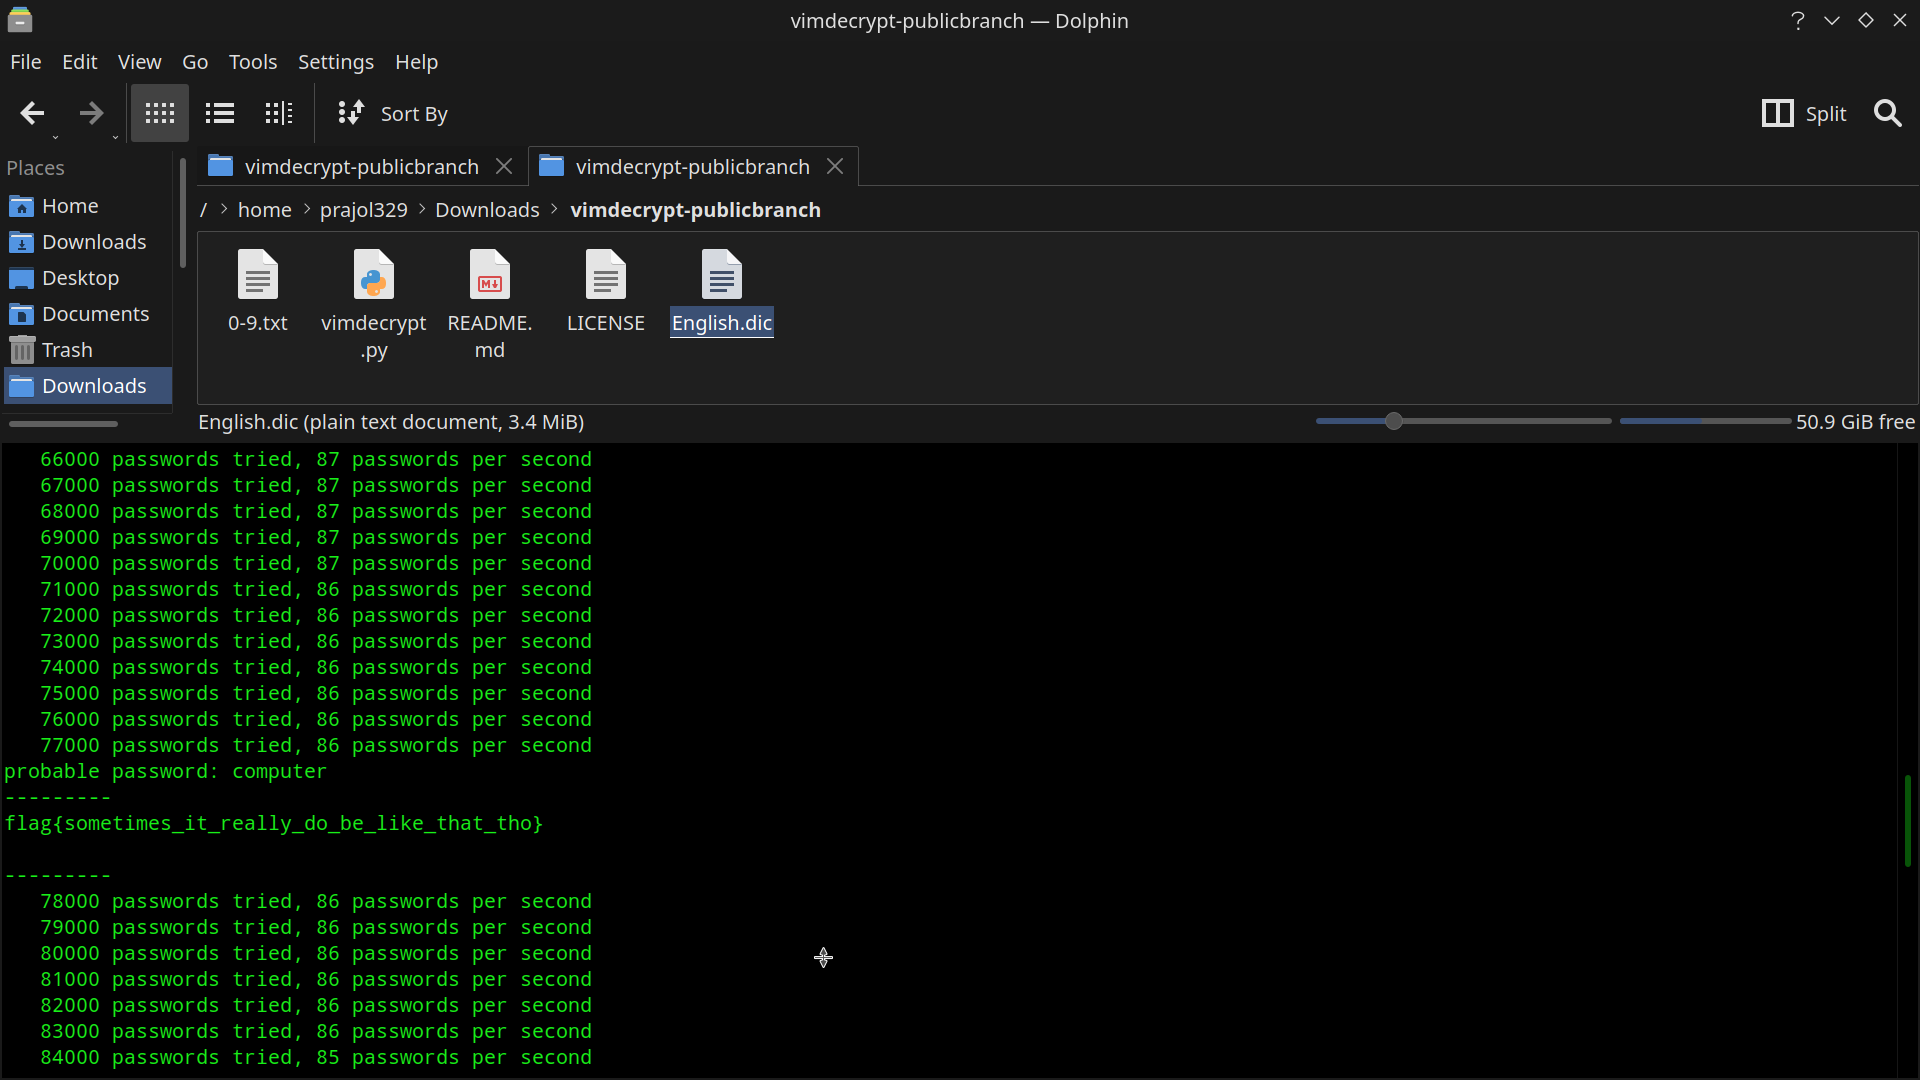 vimdecrypt-publicbranch — Dolphin
File Edit View Go Tools Settings Help
Sort By
Split
Places
Home
Downloads
Desktop
Documents
Trash
Downloads
vimdecrypt-publicbranch
vimdecrypt-publicbranch
/ > home > prajol329 > Downloads > vimdecrypt-publicbranch
0-9.txt
vimdecrypt
.py
README.
md
LICENSE
English.dic
English.dic (plain text document, 3.4 MiB)
50.9 GiB free
66000 passwords tried, 87 passwords per second
67000 passwords tried, 87 passwords per second
68000 passwords tried, 87 passwords per second
69000 passwords tried, 87 passwords per second
70000 passwords tried, 87 passwords per second
71000 passwords tried, 86 passwords per second
72000 passwords tried, 86 passwords per second
73000 passwords tried, 86 passwords per second
74000 passwords tried, 86 passwords per second
75000 passwords tried, 86 passwords per second
76000 passwords tried, 86 passwords per second
77000 passwords tried, 86 passwords per second
probable password: computer
---------
flag{sometimes_it_really_do_be_like_that_tho}
---------
78000 passwords tried, 86 passwords per second
79000 passwords tried, 86 passwords per second
80000 passwords tried, 86 passwords per second
81000 passwords tried, 86 passwords per second
82000 passwords tried, 86 passwords per second
83000 passwords tried, 86 passwords per second
84000 passwords tried, 85 passwords per second